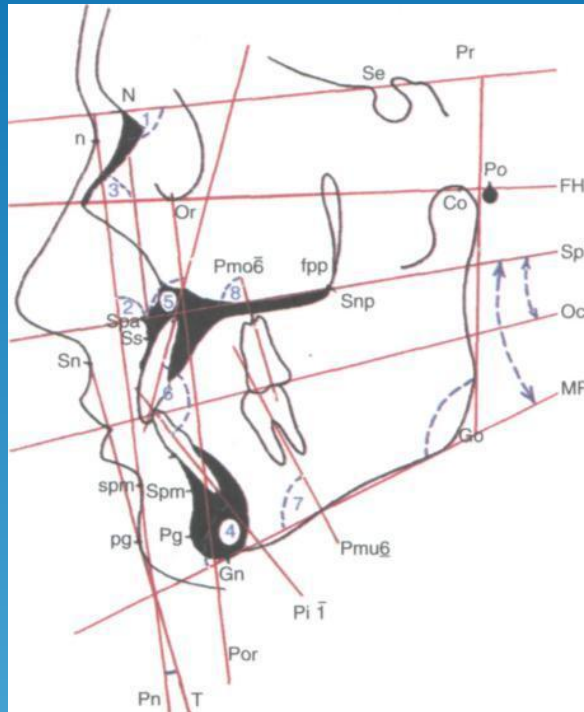 Pr
Se
N
1
n
Po
3
FH
Or
Co
Pmo6̅
fpp
Sp
5
8
2
Snp
Spa
Ss
Oc
Sn
6
MP
Go
spm
Spm
7
Pg
4
pg
Pmu6̲
Gn
Pi 1̅
Por
Pn
T